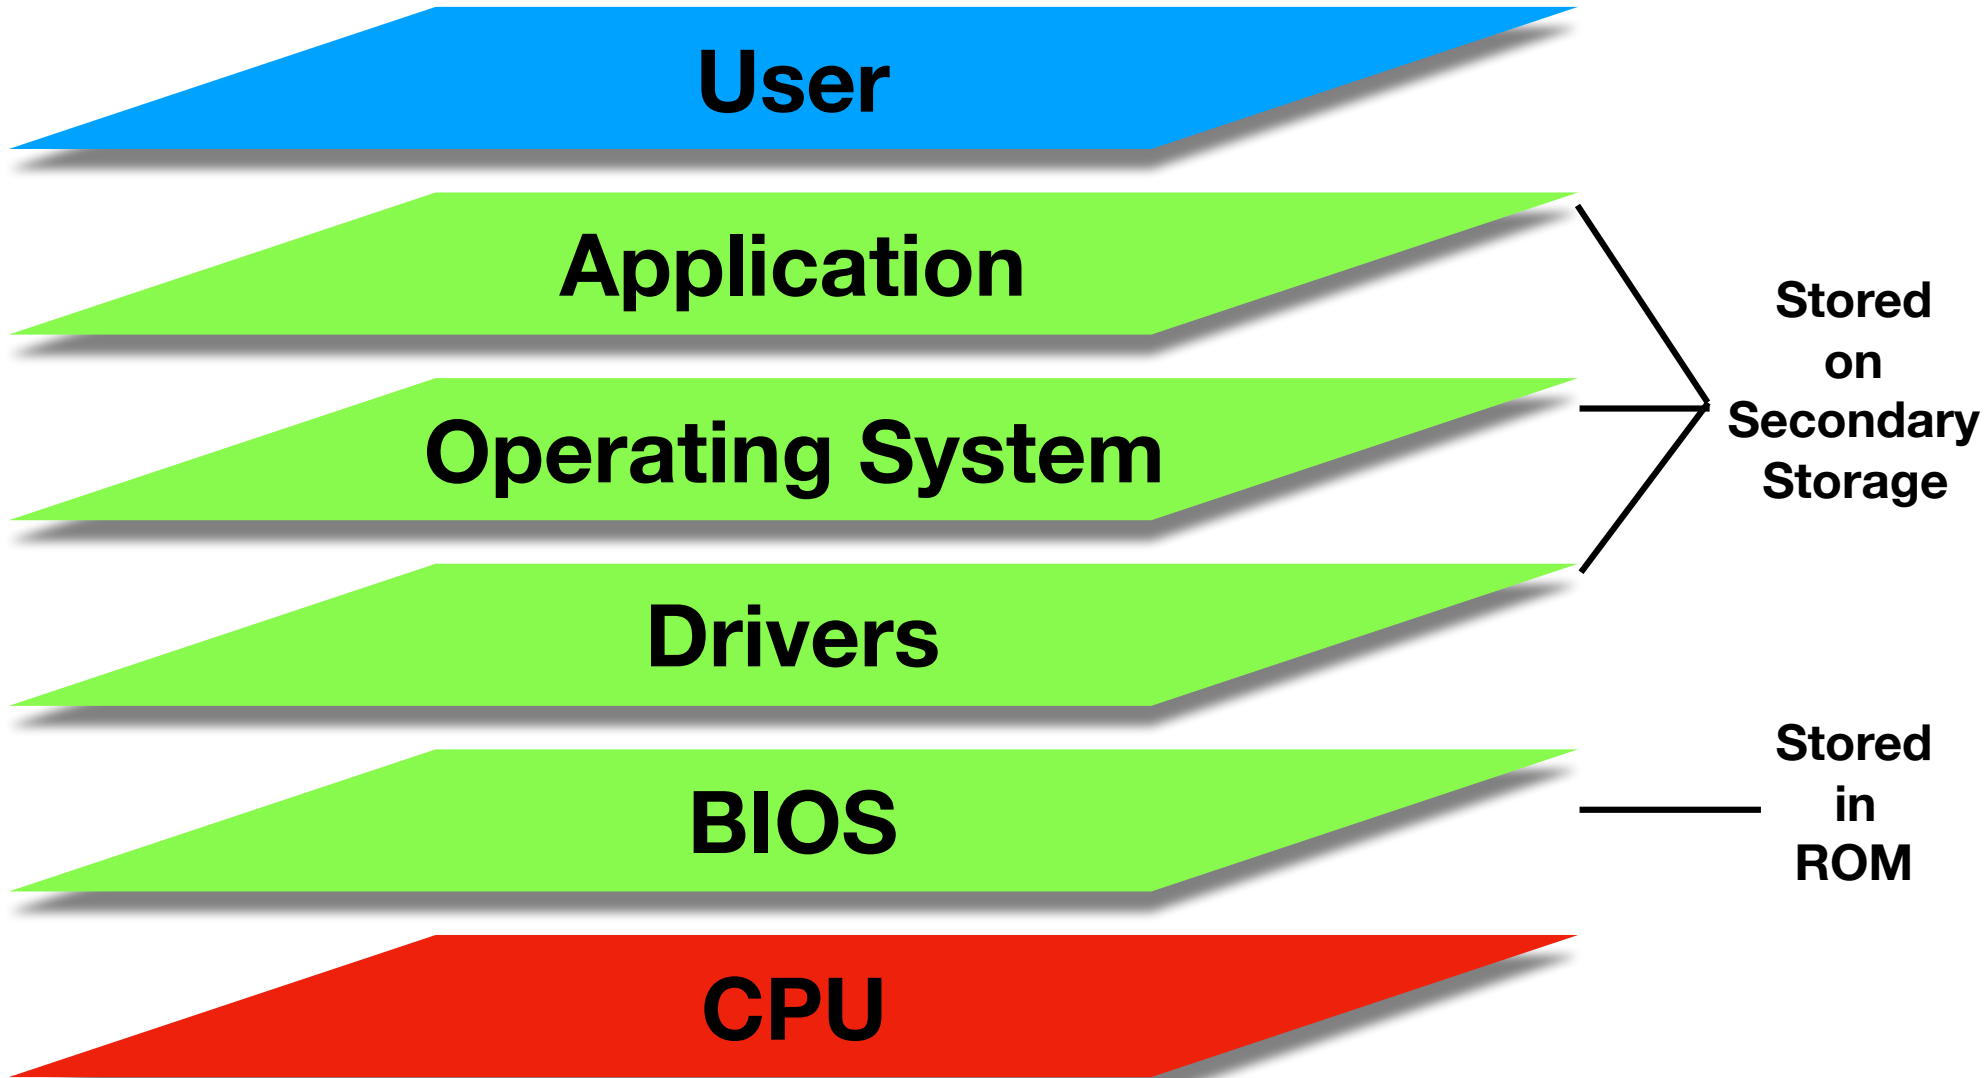 User
Application
Operating System
Drivers
BIOS
CPU
Stored
on
Secondary
Storage
Stored
in
ROM